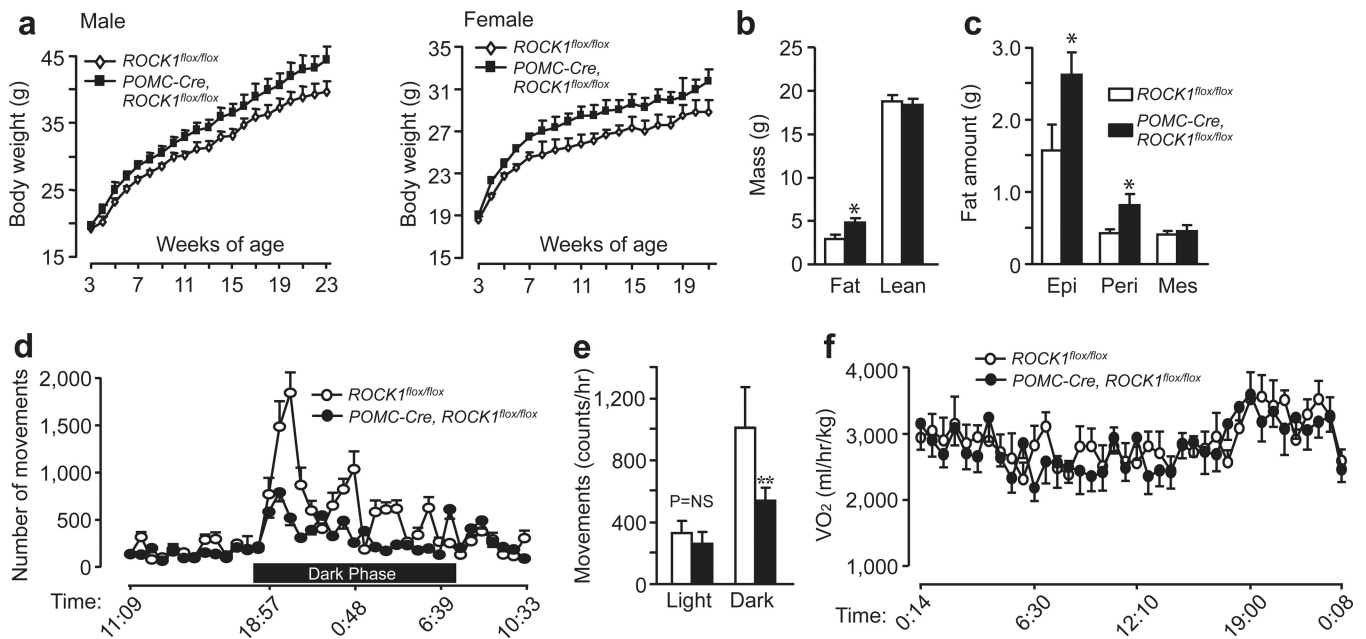 a
Male
ROCK1flox/flox
POMC-Cre,
ROCK1flox/flox
Body weight (g)
45
35
25
15
Weeks of age
3 7 11 15 19 23
Female
ROCK1flox/flox
POMC-Cre,
ROCK1flox/flox
Body weight (g)
35
31
27
23
19
15
Weeks of age
3 7 11 15 19
b
Mass (g)
25
20
15
10
5
0
*
Fat Lean
c
Fat amount (g)
3.0
2.0
1.0
0
*
*
ROCK1flox/flox
POMC-Cre,
ROCK1flox/flox
Epi Peri Mes
d
Number of movements
2,000
1,500
1,000
500
0
ROCK1flox/flox
POMC-Cre, ROCK1flox/flox
Dark Phase
Time: 11:09 18:57 0:48 6:39 10:33
e
Movements (counts/hr)
1,200
800
400
0
P=NS
**
Light Dark
f
ROCK1flox/flox
POMC-Cre, ROCK1flox/flox
VO2 (ml/hr/kg)
4,000
3,000
2,000
1,000
Time: 0:14 6:30 12:10 19:00 0:08